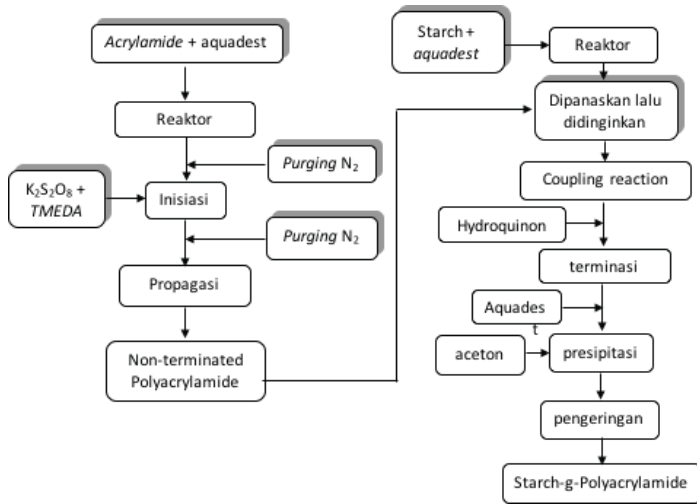 Acrylamide + aquadest
Reaktor
Purging N₂
K₂S₂O₈ +
TMEDA
Inisiasi
Purging N₂
Propagasi
Non-terminated
Polyacrylamide
Starch +
aquadest
Reaktor
Dipanaskan lalu
didinginkan
Coupling reaction
Hydroquinon
terminasi
Aquades
t
aceton
presipitasi
pengeringan
Starch-g-Polyacrylamide